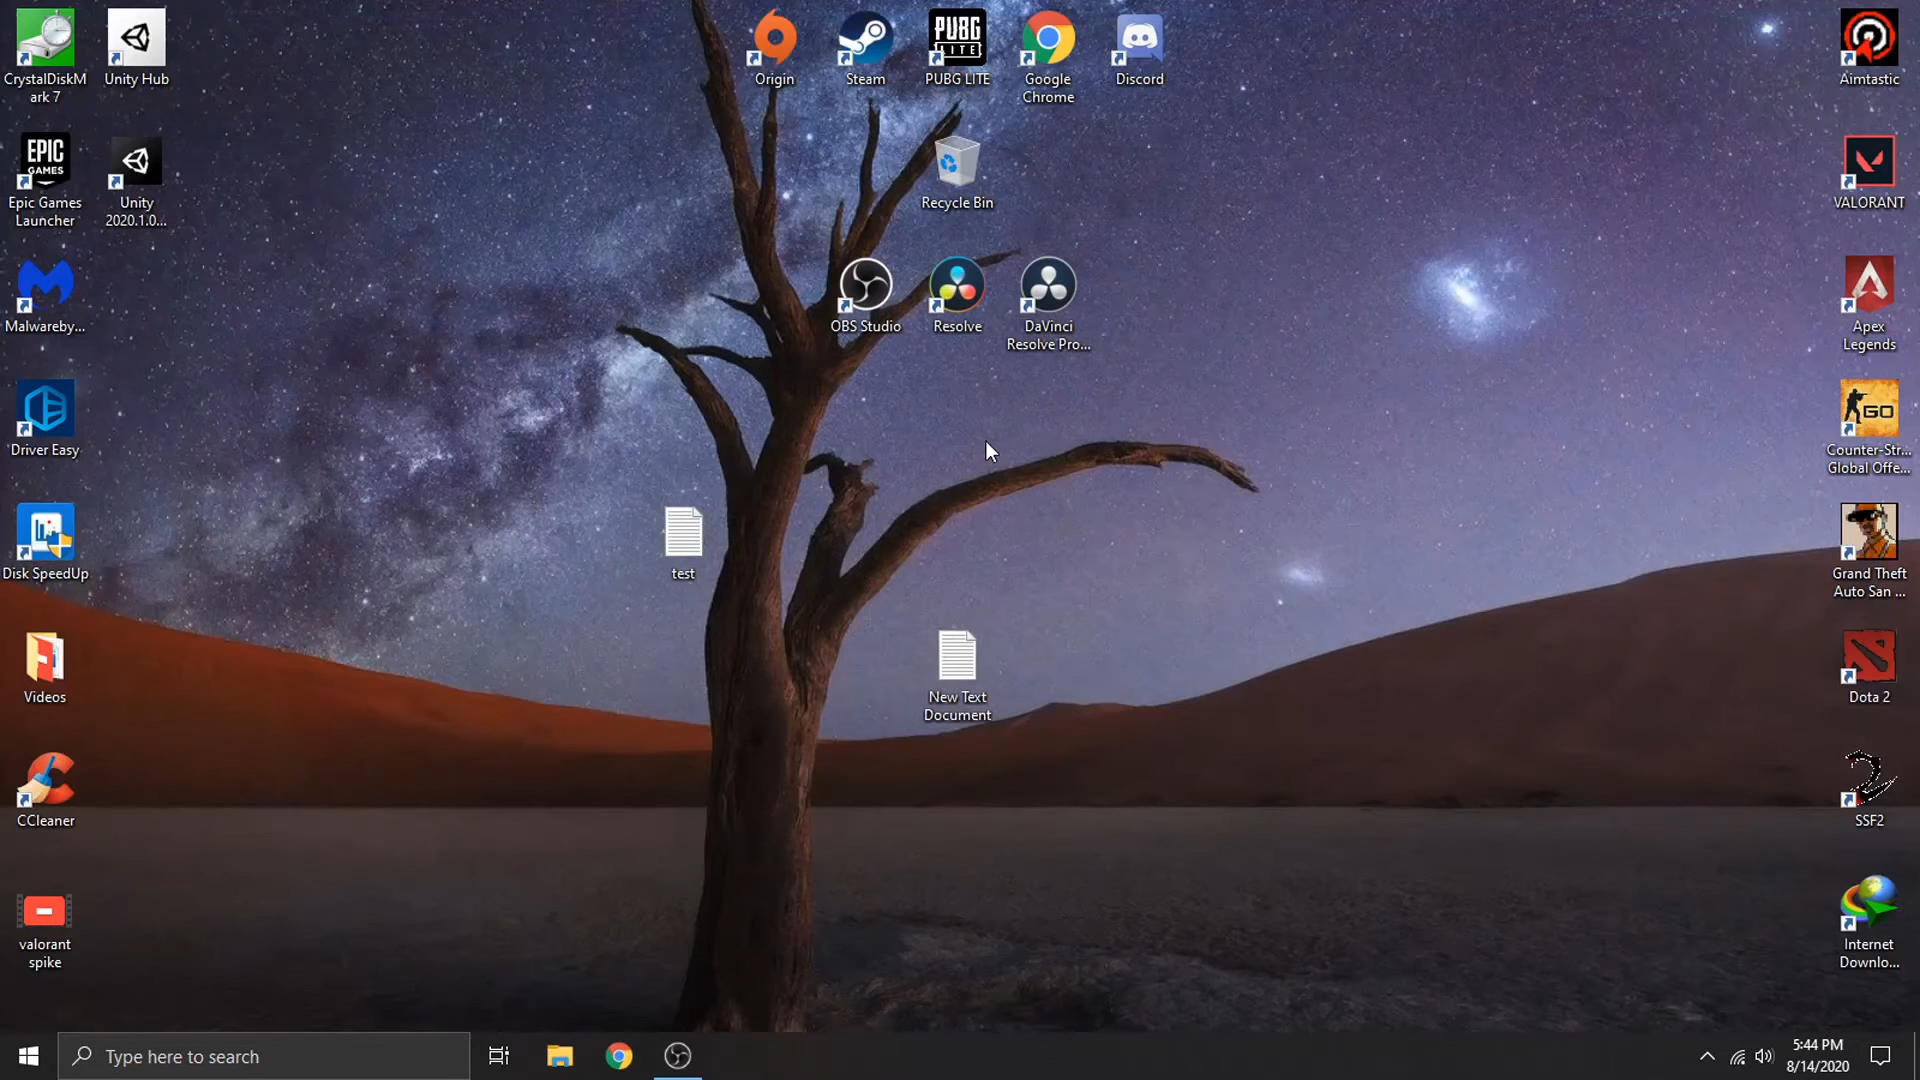 CrystalDiskM
ark 7
Unity Hub
Origin
Steam
PUBG
LITE
PUBG LITE
Google
Chrome
Discord
Aimtastic
EPIC
GAMES
Epic Games
Launcher
Unity
2020.1.0...
Recycle Bin
VALORANT
Malwareby...
OBS Studio
Resolve
DaVinci
Resolve Pro...
Apex
Legends
Driver Easy
GO
Counter-Str...
Global Offe...
Disk SpeedUp
test
Grand Theft
Auto San ...
Videos
New Text
Document
Dota 2
CCleaner
SSF2
valorant
spike
Internet
Downlo...
Type here to search
5:44 PM
8/14/2020